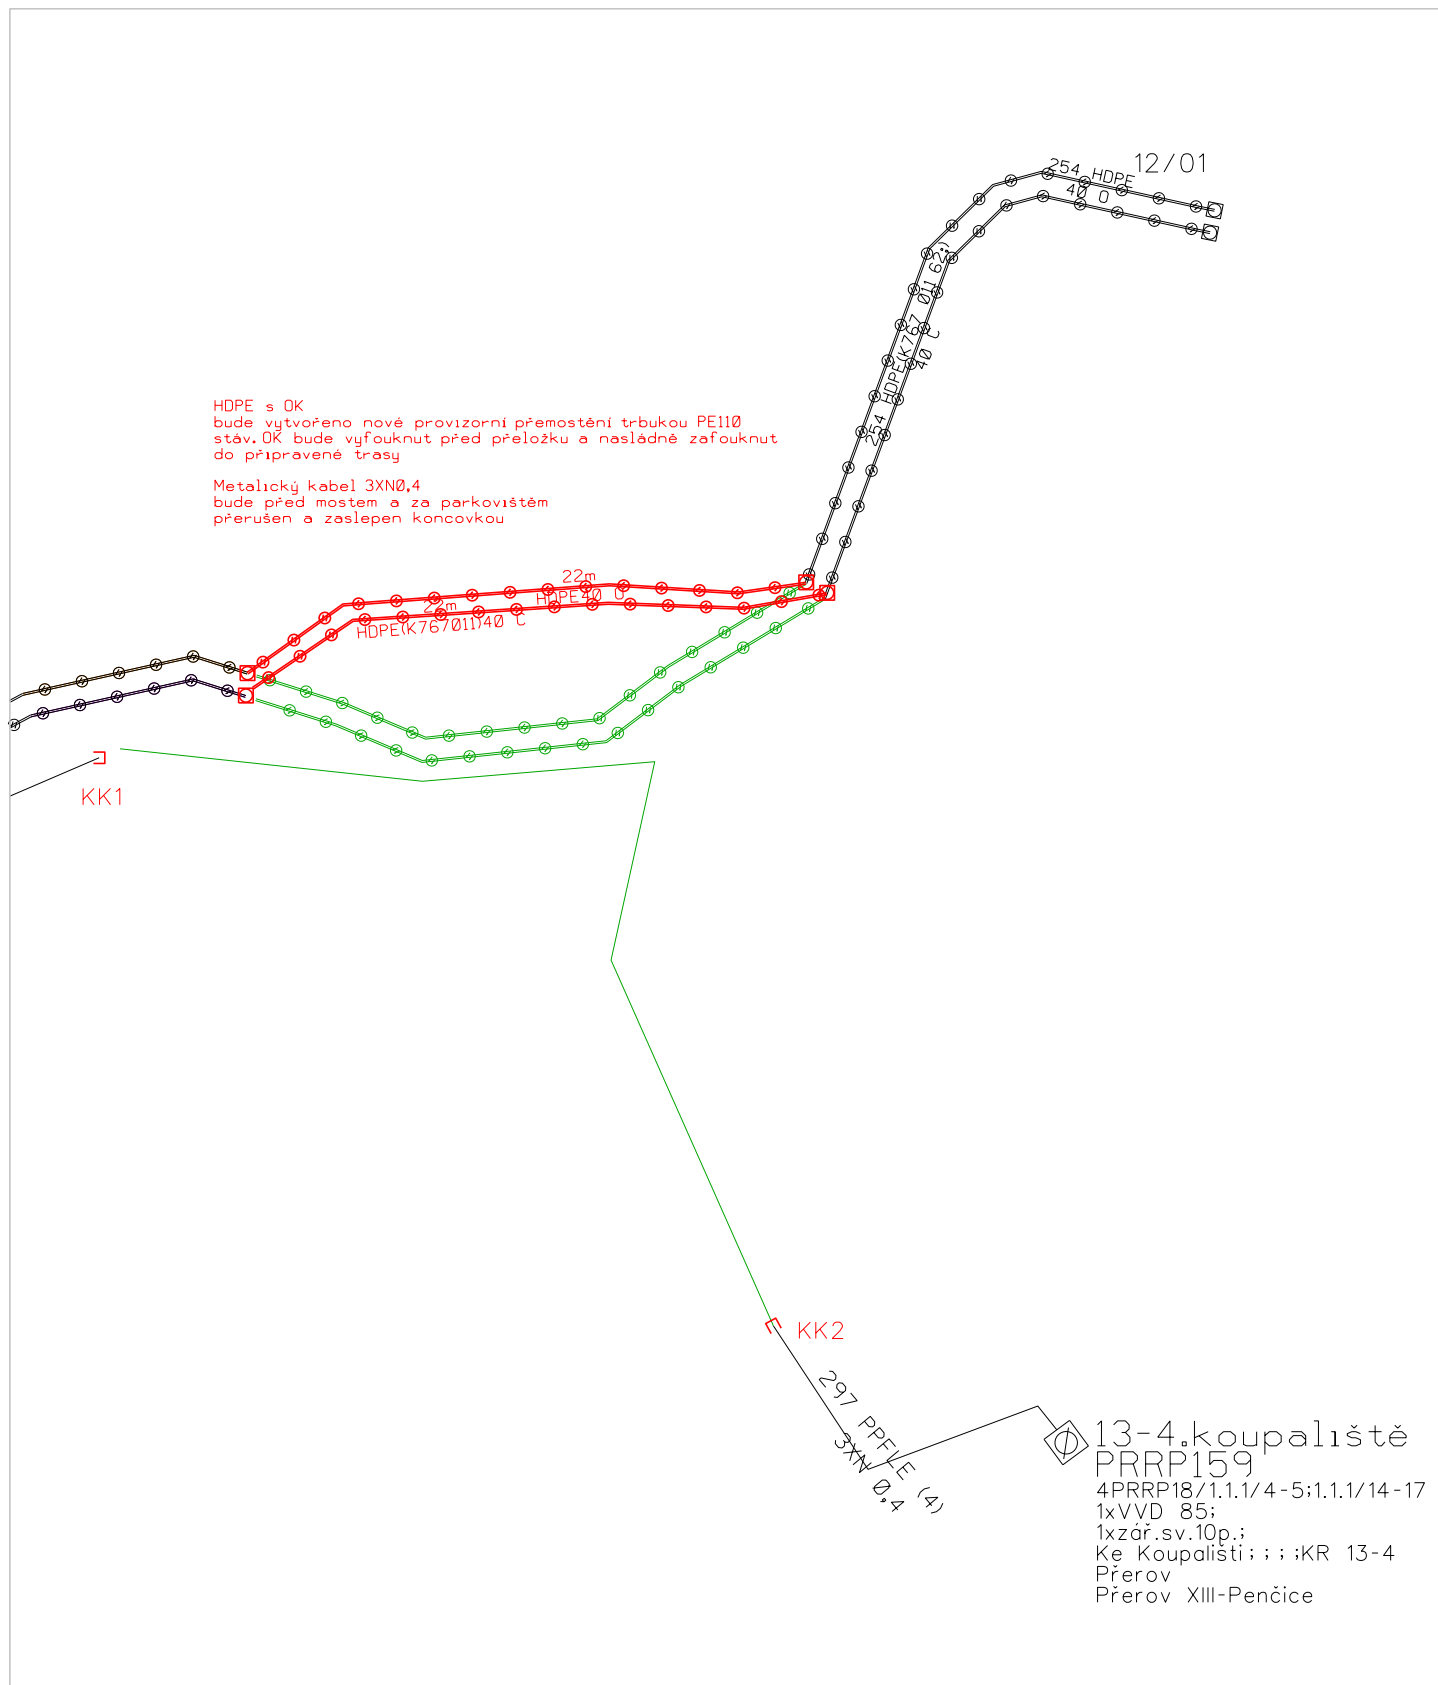 12/01
254 HDPE
40 O
254 HDPE(K767 011 62;)
40 C
HDPE s OK
bude vytvořeno nové provizorní přemostění trbukou PE110
stáv. OK bude vyfouknut před přeložku a nasládně zafouknut
do připravené trasy
Metalický kabel 3XN0,4
bude před mostem a za parkovištěm
přerušen a zaslepen koncovkou
22m
HDPE40 O
22m
HDPE(K767011)40 C
KK1
KK2
297 PPFLE (4)
3XN 0,4
13-4.koupaliště
PRRP159
4PRRP18/1.1.1/4-5;1.1.1/14-17
1xVVD 85;
1xzář.sv.10p.;
Ke Koupališti; ; ; ;KR 13-4
Přerov
Přerov XIII-Penčice